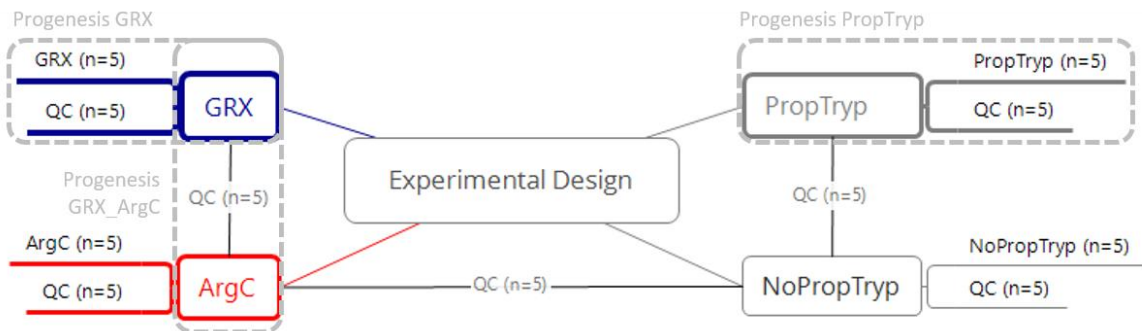 Progenesis GRX
Progenesis PropTryp
GRX (n=5)
QC (n=5)
GRX
PropTryp
PropTryp (n=5)
QC (n=5)
Experimental Design
Progenesis
GRX_ArgC
QC (n=5)
QC (n=5)
ArgC (n=5)
QC (n=5)
ArgC
QC (n=5)
NoPropTryp
NoPropTryp (n=5)
QC (n=5)